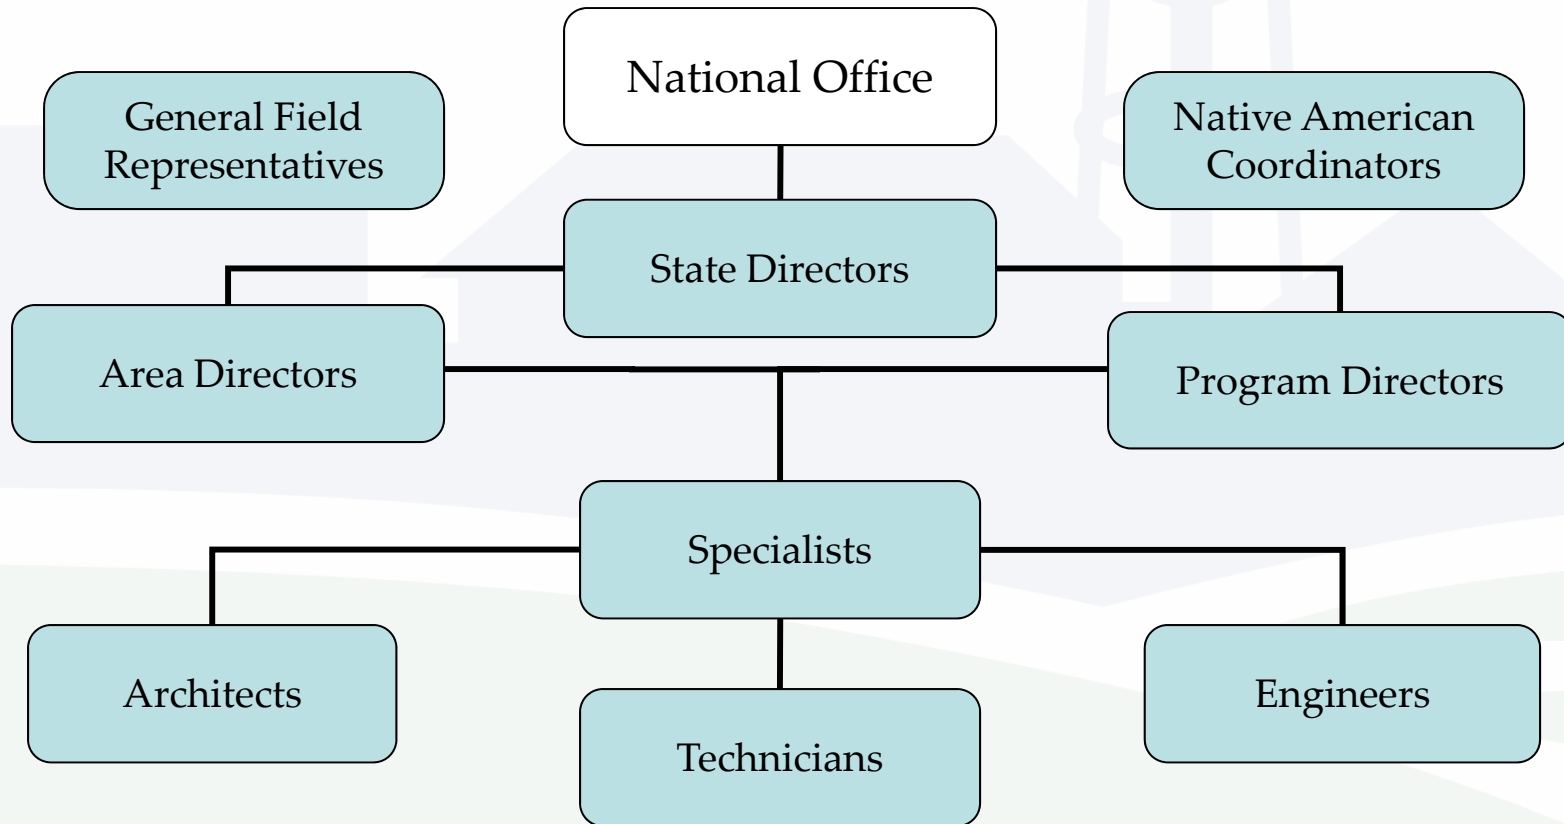 National Office
General Field
Representatives
Native American
Coordinators
State Directors
Area Directors
Program Directors
Specialists
Architects
Engineers
Technicians